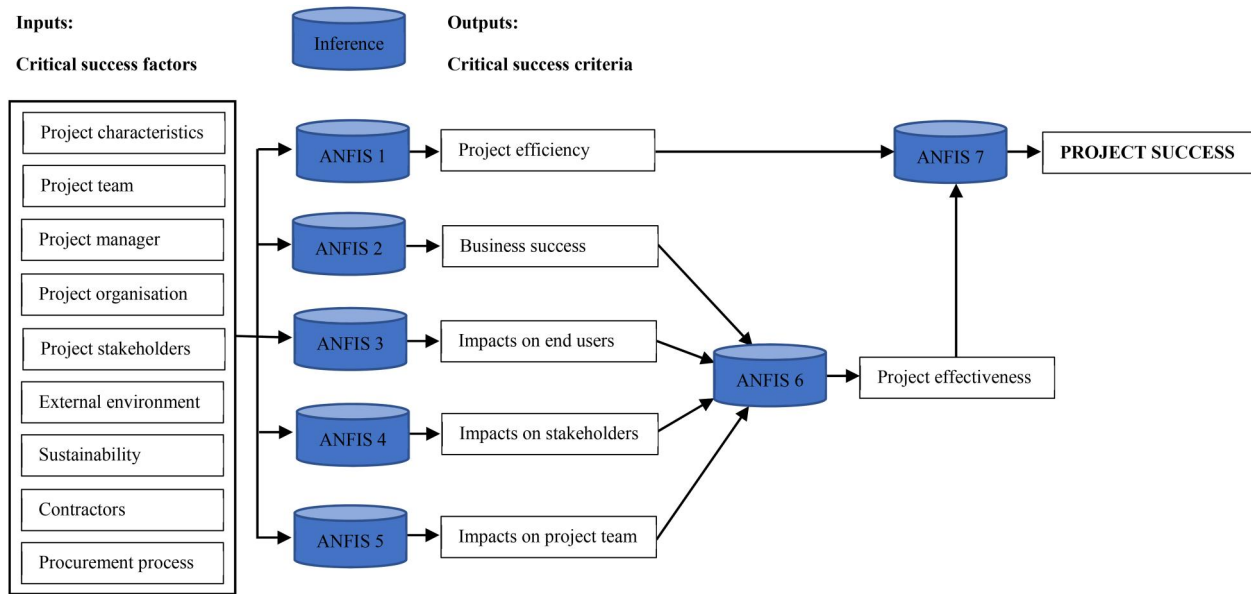 Inputs:
Critical success factors
Inference
Outputs:
Critical success criteria
Project characteristics
Project team
Project manager
Project organisation
Project stakeholders
External environment
Sustainability
Contractors
Procurement process
ANFIS 1
Project efficiency
ANFIS 2
Business success
ANFIS 3
Impacts on end users
ANFIS 4
Impacts on stakeholders
ANFIS 5
Impacts on project team
ANFIS 6
Project effectiveness
ANFIS 7
PROJECT SUCCESS